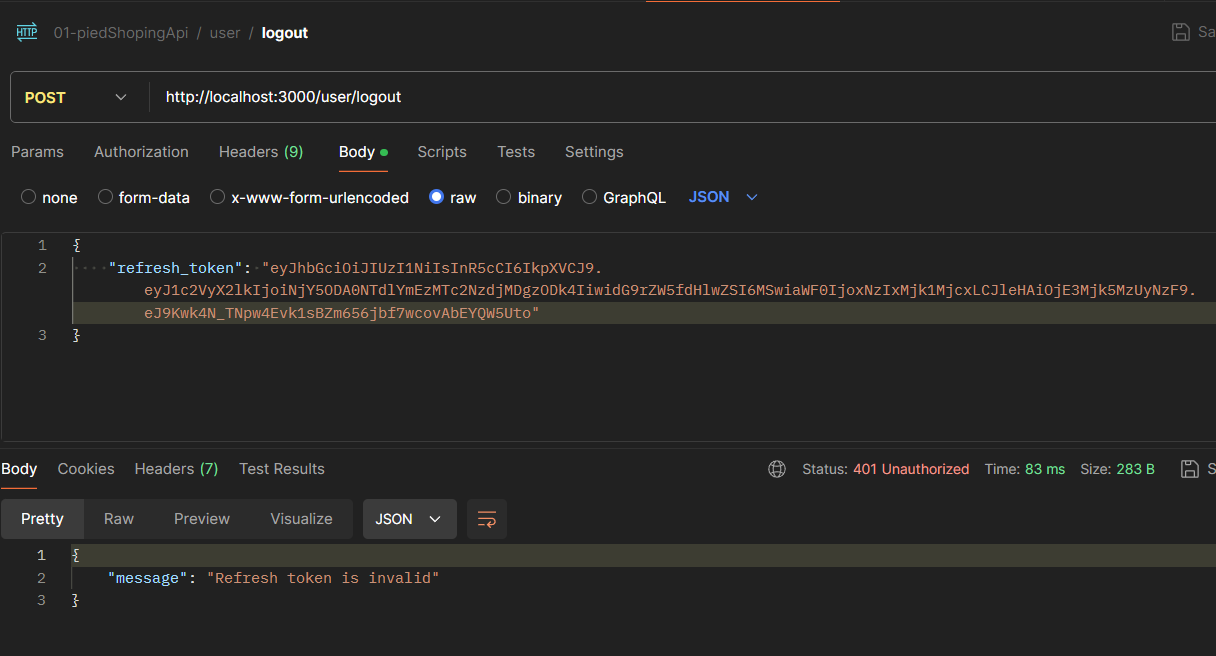 HTTP 01-piedShopingApi / user / logout Sa
POST http://localhost:3000/user/logout
Params Authorization Headers (9) Body Scripts Tests Settings
none form-data x-www-form-urlencoded raw binary GraphQL JSON
1 {
2 "refresh_token": "eyJhbGciOiJIUzI1NiIsInR5cCI6IkpXVCJ9.
eyJ1c2VyX2lkIjoiNjY5ODA0NTdlYmEzMTc2NzdjMDgzODk4IiwidG9rZW5fdHlwZSI6MSwiaWF0IjoxNzIxMjk1MjcxLCJleHAiOjE3Mjk5MzUyNzF9.
eJ9Kwk4N_TNpw4Evk1sBZm656jbf7wcovAbEYQW5Uto"
3 }
Body Cookies Headers (7) Test Results Status: 401 Unauthorized Time: 83 ms Size: 283 B S
Pretty Raw Preview Visualize JSON
1 {
2 "message": "Refresh token is invalid"
3 }